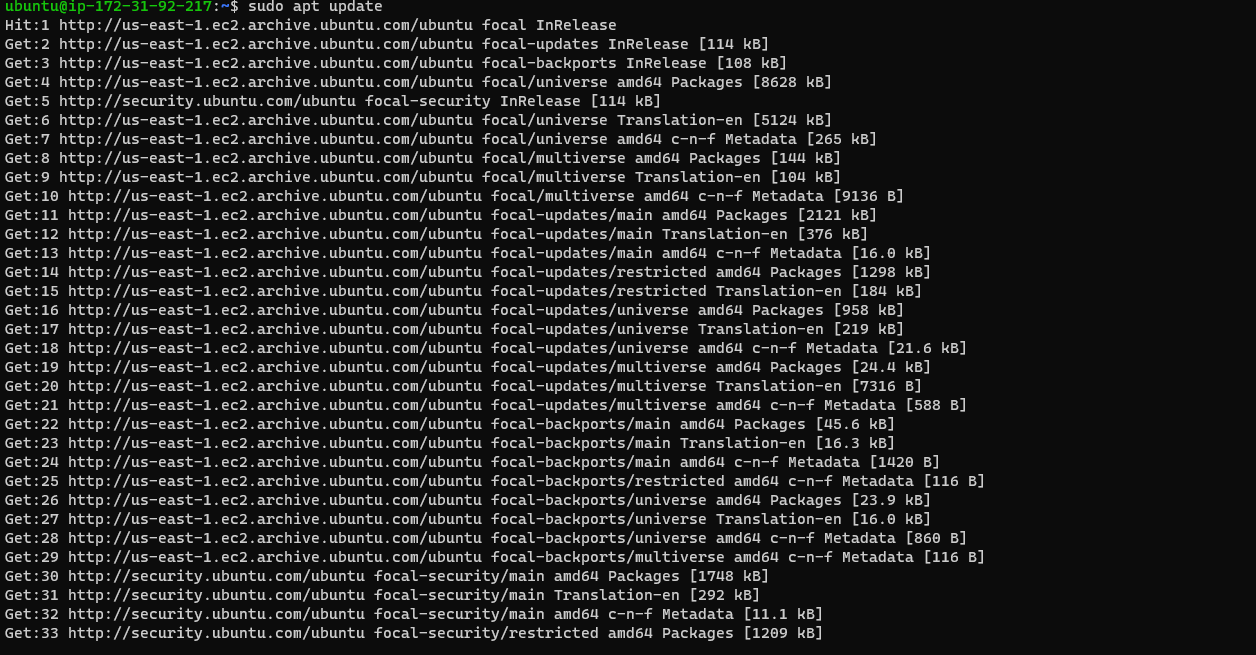 ubuntu@ip-172-31-92-217:~$ sudo apt update
Hit:1 http://us-east-1.ec2.archive.ubuntu.com/ubuntu focal InRelease
Get:2 http://us-east-1.ec2.archive.ubuntu.com/ubuntu focal-updates InRelease [114 kB]
Get:3 http://us-east-1.ec2.archive.ubuntu.com/ubuntu focal-backports InRelease [108 kB]
Get:4 http://us-east-1.ec2.archive.ubuntu.com/ubuntu focal/universe amd64 Packages [8628 kB]
Get:5 http://security.ubuntu.com/ubuntu focal-security InRelease [114 kB]
Get:6 http://us-east-1.ec2.archive.ubuntu.com/ubuntu focal/universe Translation-en [5124 kB]
Get:7 http://us-east-1.ec2.archive.ubuntu.com/ubuntu focal/universe amd64 c-n-f Metadata [265 kB]
Get:8 http://us-east-1.ec2.archive.ubuntu.com/ubuntu focal/multiverse amd64 Packages [144 kB]
Get:9 http://us-east-1.ec2.archive.ubuntu.com/ubuntu focal/multiverse Translation-en [104 kB]
Get:10 http://us-east-1.ec2.archive.ubuntu.com/ubuntu focal/multiverse amd64 c-n-f Metadata [9136 B]
Get:11 http://us-east-1.ec2.archive.ubuntu.com/ubuntu focal-updates/main amd64 Packages [2121 kB]
Get:12 http://us-east-1.ec2.archive.ubuntu.com/ubuntu focal-updates/main Translation-en [376 kB]
Get:13 http://us-east-1.ec2.archive.ubuntu.com/ubuntu focal-updates/main amd64 c-n-f Metadata [16.0 kB]
Get:14 http://us-east-1.ec2.archive.ubuntu.com/ubuntu focal-updates/restricted amd64 Packages [1298 kB]
Get:15 http://us-east-1.ec2.archive.ubuntu.com/ubuntu focal-updates/restricted Translation-en [184 kB]
Get:16 http://us-east-1.ec2.archive.ubuntu.com/ubuntu focal-updates/universe amd64 Packages [958 kB]
Get:17 http://us-east-1.ec2.archive.ubuntu.com/ubuntu focal-updates/universe Translation-en [219 kB]
Get:18 http://us-east-1.ec2.archive.ubuntu.com/ubuntu focal-updates/universe amd64 c-n-f Metadata [21.6 kB]
Get:19 http://us-east-1.ec2.archive.ubuntu.com/ubuntu focal-updates/multiverse amd64 Packages [24.4 kB]
Get:20 http://us-east-1.ec2.archive.ubuntu.com/ubuntu focal-updates/multiverse Translation-en [7316 B]
Get:21 http://us-east-1.ec2.archive.ubuntu.com/ubuntu focal-updates/multiverse amd64 c-n-f Metadata [588 B]
Get:22 http://us-east-1.ec2.archive.ubuntu.com/ubuntu focal-backports/main amd64 Packages [45.6 kB]
Get:23 http://us-east-1.ec2.archive.ubuntu.com/ubuntu focal-backports/main Translation-en [16.3 kB]
Get:24 http://us-east-1.ec2.archive.ubuntu.com/ubuntu focal-backports/main amd64 c-n-f Metadata [1420 B]
Get:25 http://us-east-1.ec2.archive.ubuntu.com/ubuntu focal-backports/restricted amd64 c-n-f Metadata [116 B]
Get:26 http://us-east-1.ec2.archive.ubuntu.com/ubuntu focal-backports/universe amd64 Packages [23.9 kB]
Get:27 http://us-east-1.ec2.archive.ubuntu.com/ubuntu focal-backports/universe Translation-en [16.0 kB]
Get:28 http://us-east-1.ec2.archive.ubuntu.com/ubuntu focal-backports/universe amd64 c-n-f Metadata [860 B]
Get:29 http://us-east-1.ec2.archive.ubuntu.com/ubuntu focal-backports/multiverse amd64 c-n-f Metadata [116 B]
Get:30 http://security.ubuntu.com/ubuntu focal-security/main amd64 Packages [1748 kB]
Get:31 http://security.ubuntu.com/ubuntu focal-security/main Translation-en [292 kB]
Get:32 http://security.ubuntu.com/ubuntu focal-security/main amd64 c-n-f Metadata [11.1 kB]
Get:33 http://security.ubuntu.com/ubuntu focal-security/restricted amd64 Packages [1209 kB]